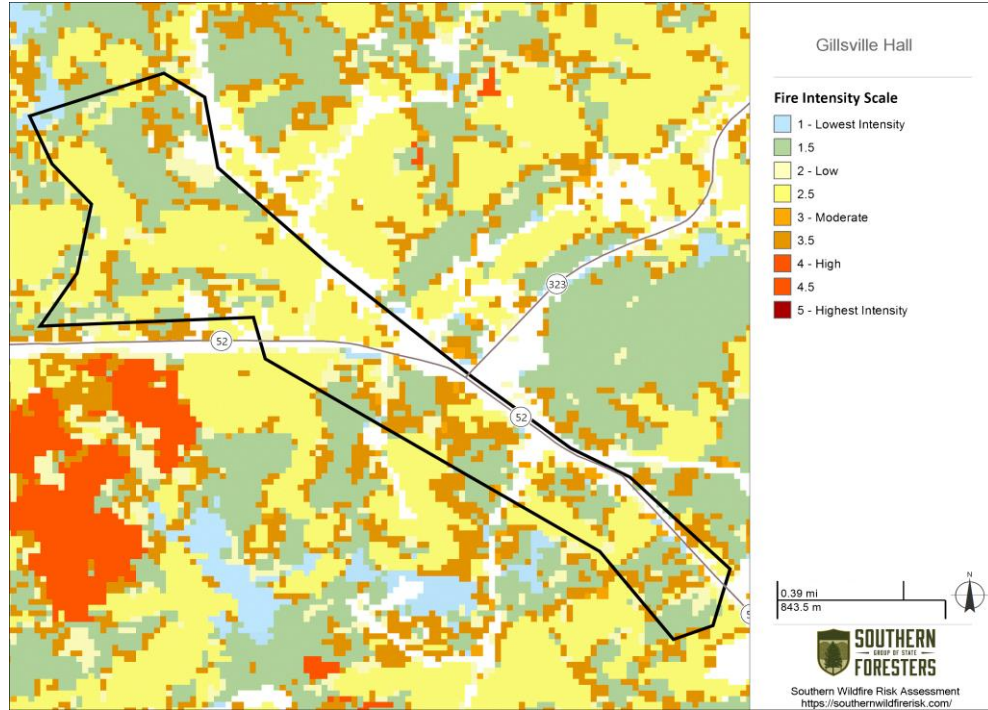 Gillsville Hall
Fire Intensity Scale
1 - Lowest Intensity
1.5
2 - Low
2.5
3 - Moderate
3.5
4 - High
4.5
5 - Highest Intensity
323
52
52
0.39 mi
843.5 m
N
SOUTHERN
GROUP OF STATE
FORESTERS
Southern Wildfire Risk Assessment
https://southernwildfirerisk.com/